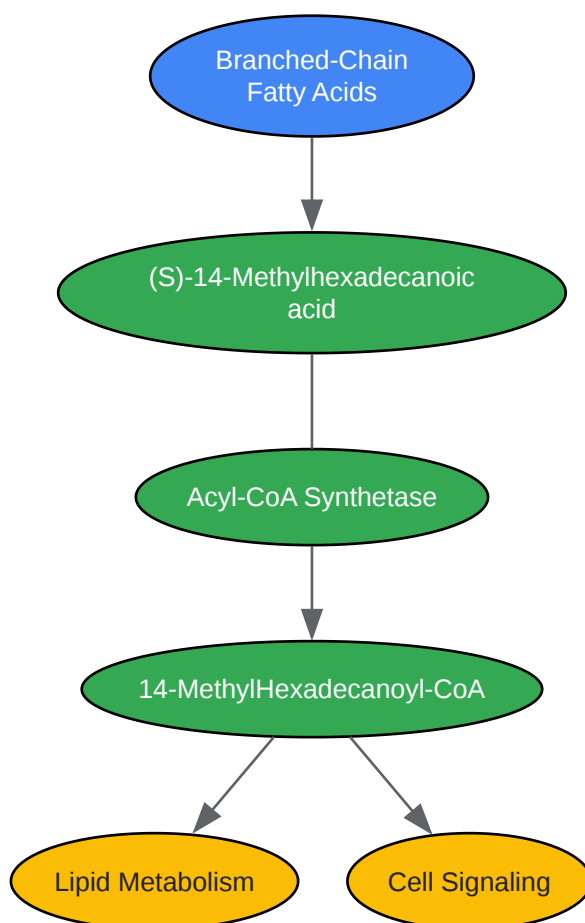 Branched-Chain
Fatty Acids
(S)-14-Methylhexadecanoic
acid
Acyl-CoA Synthetase
14-MethylHexadecanoyl-CoA
Lipid Metabolism
Cell Signaling